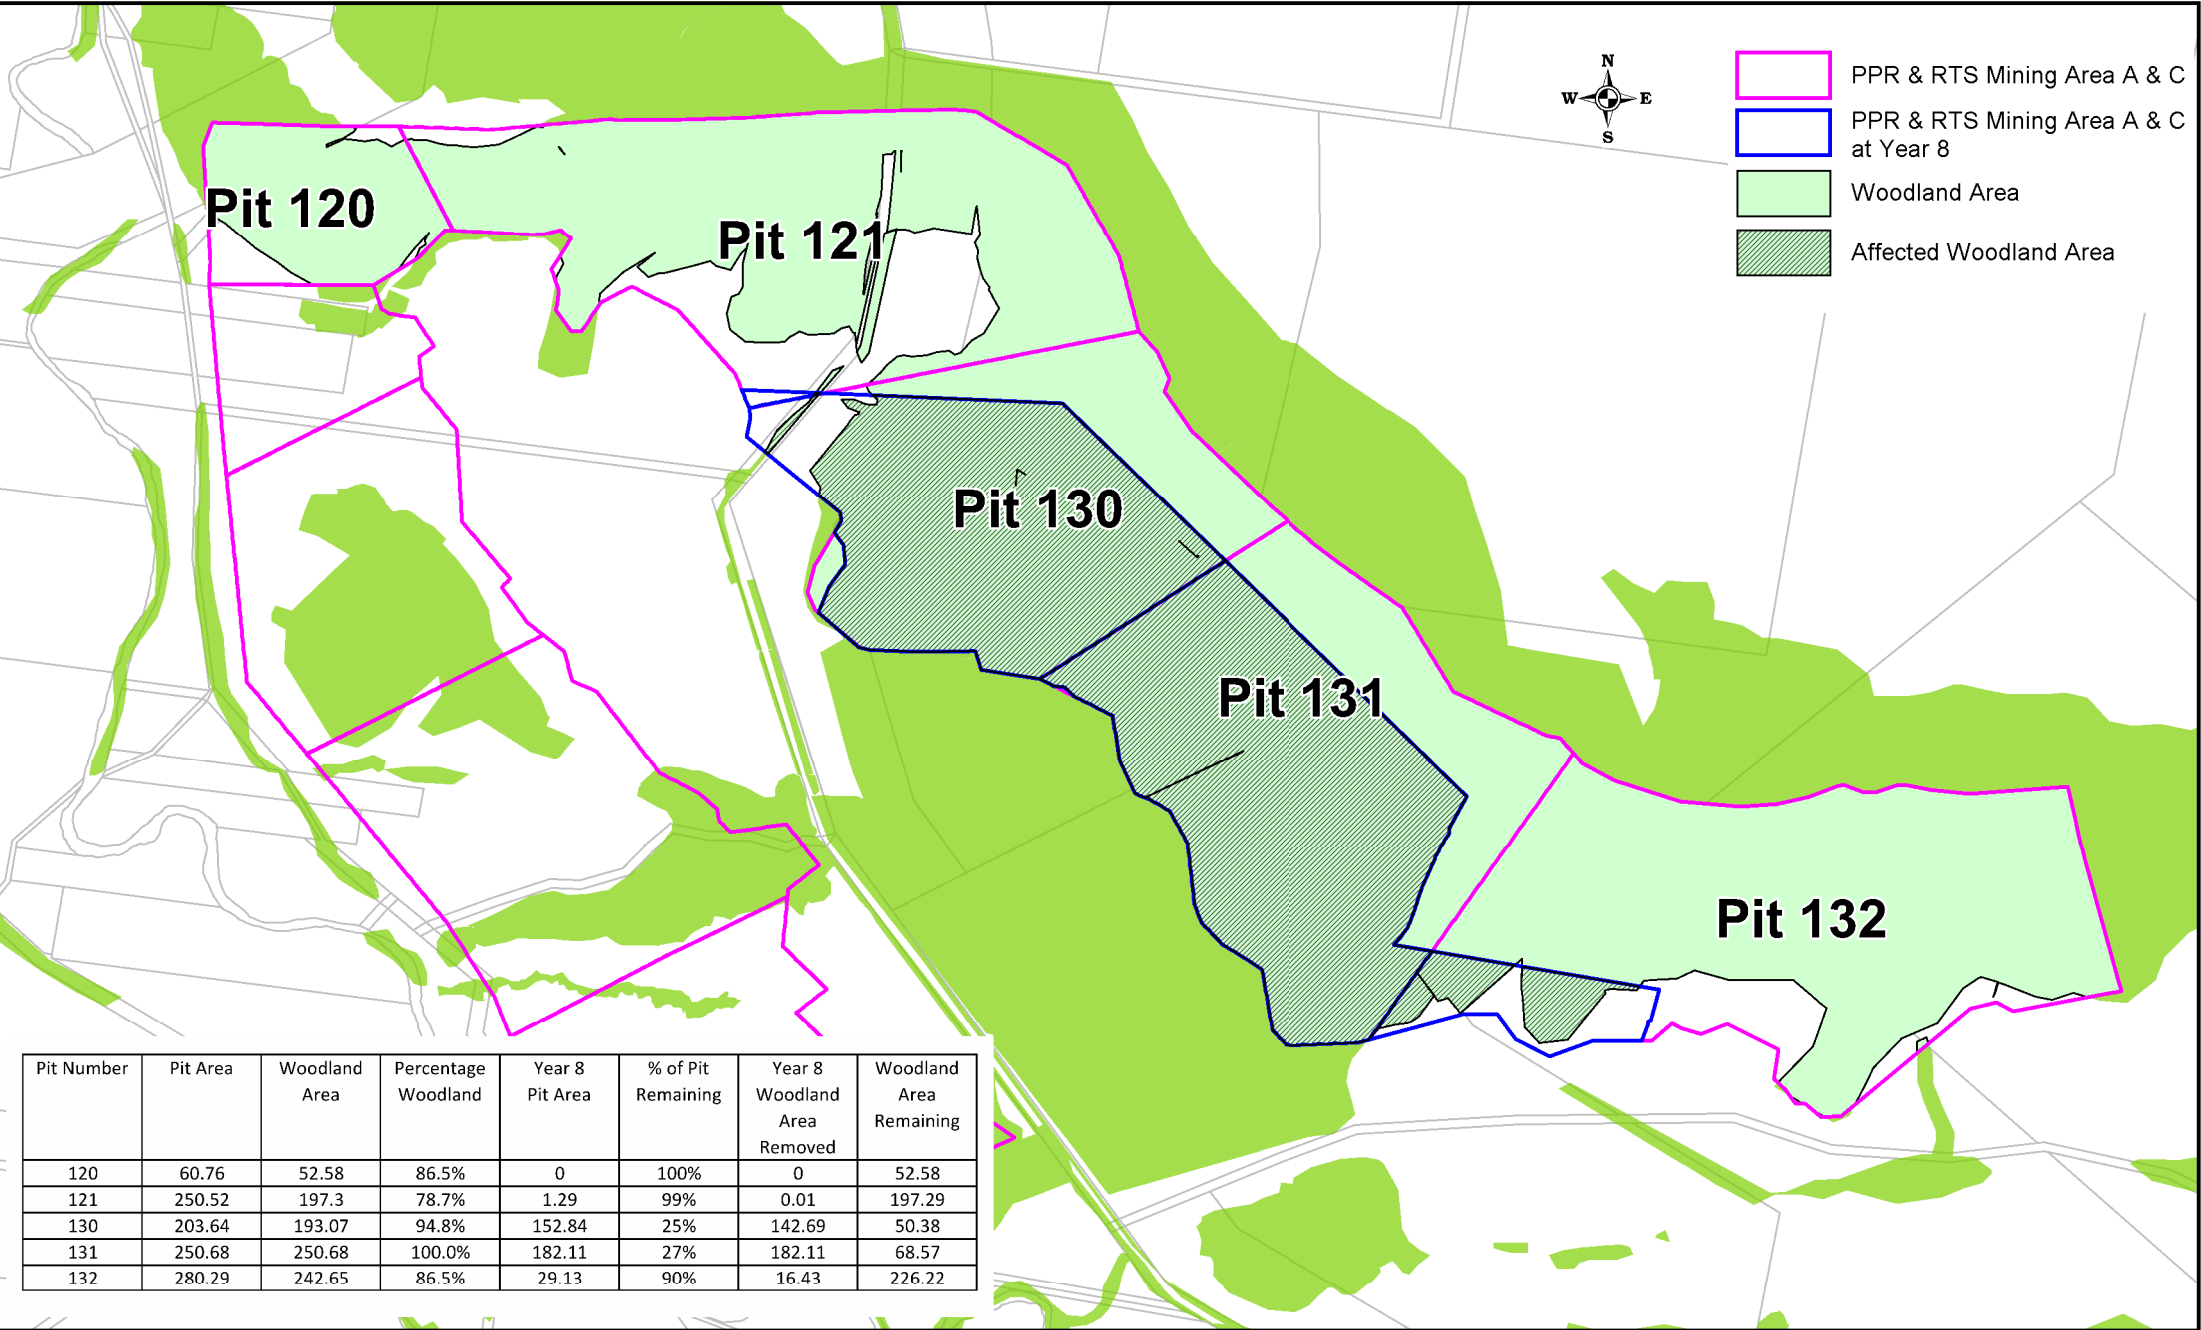 N
W E
S
PPR & RTS Mining Area A & C
PPR & RTS Mining Area A & C
at Year 8
Woodland Area
Affected Woodland Area
Pit 120
Pit 121
Pit 130
Pit 131
Pit 132
Pit Number Pit Area Woodland Area Percentage Woodland Year 8 Pit Area % of Pit Remaining Year 8 Woodland Area Removed Woodland Area Remaining
120 60.76 52.58 86.5% 0 100% 0 52.58
121 250.52 197.3 78.7% 1.29 99% 0.01 197.29
130 203.64 193.07 94.8% 152.84 25% 142.69 50.38
131 250.68 250.68 100.0% 182.11 27% 182.11 68.57
132 280.29 242.65 86.5% 29.13 90% 16.43 226.22